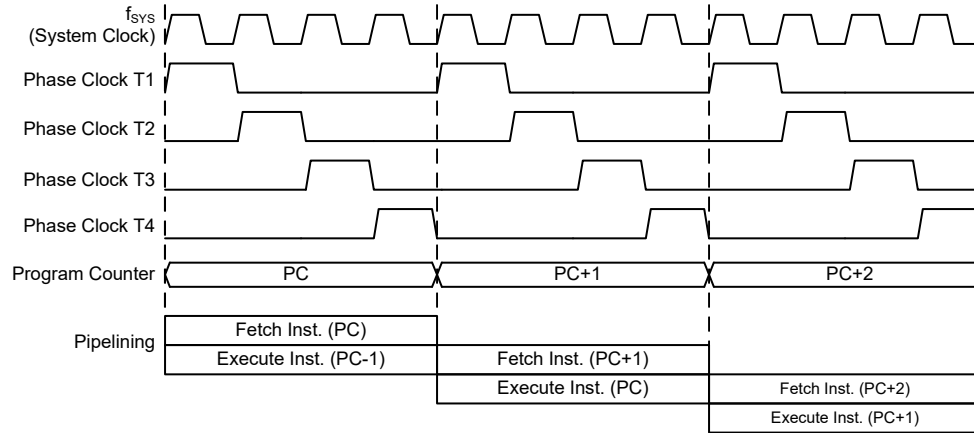 fSYS
(System Clock)
Phase Clock T1
Phase Clock T2
Phase Clock T3
Phase Clock T4
Program Counter PC PC+1 PC+2
Pipelining
Fetch Inst. (PC)
Execute Inst. (PC-1) Fetch Inst. (PC+1)
Execute Inst. (PC) Fetch Inst. (PC+2)
Execute Inst. (PC+1)